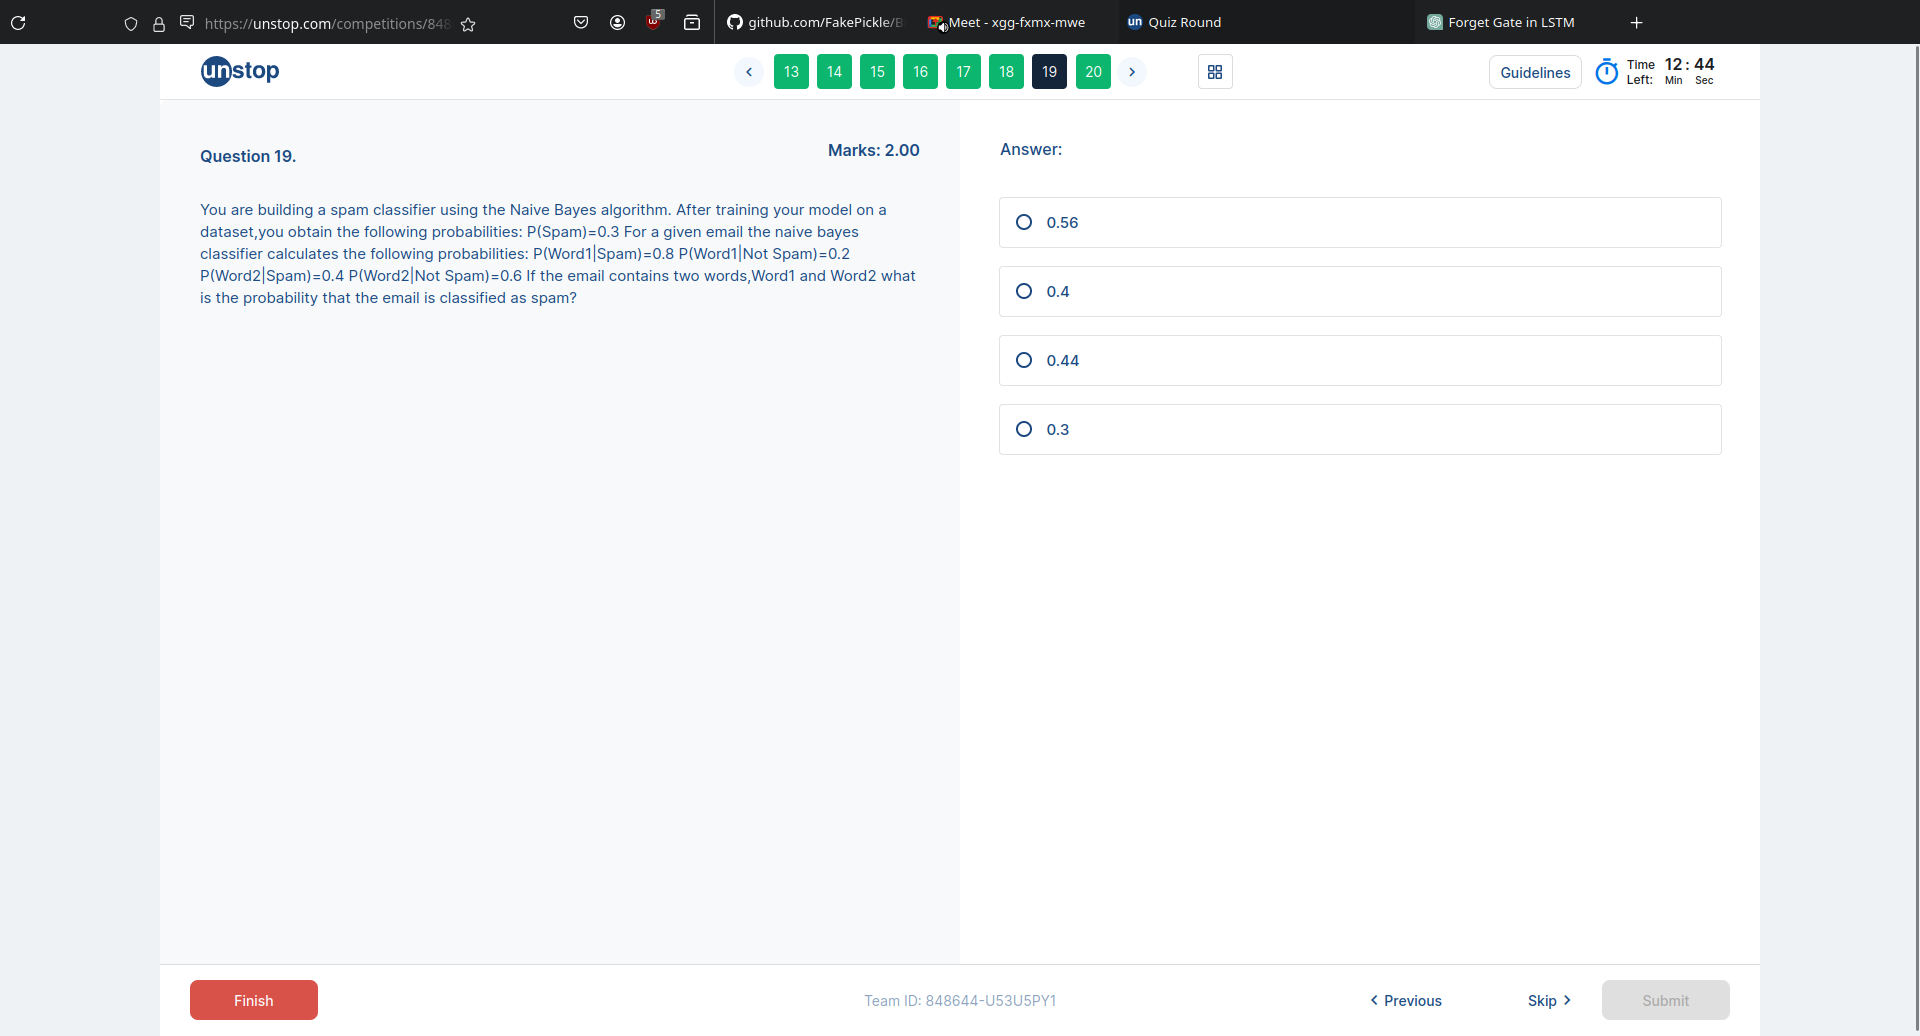 https://unstop.com/competitions/848
5
github.com/FakePickle/B
Meet - xgg-fxmx-mwe
un Quiz Round
Forget Gate in LSTM
unstop
13 14 15 16 17 18 19 20
Guidelines
Time Left:
12 : 44
Min Sec
Question 19.
Marks: 2.00
You are building a spam classifier using the Naive Bayes algorithm. After training your model on a
dataset,you obtain the following probabilities: P(Spam)=0.3 For a given email the naive bayes
classifier calculates the following probabilities: P(Word1|Spam)=0.8 P(Word1|Not Spam)=0.2
P(Word2|Spam)=0.4 P(Word2|Not Spam)=0.6 If the email contains two words,Word1 and Word2 what
is the probability that the email is classified as spam?
Answer:
0.56
0.4
0.44
0.3
Finish
Team ID: 848644-U53U5PY1
Previous
Skip
Submit